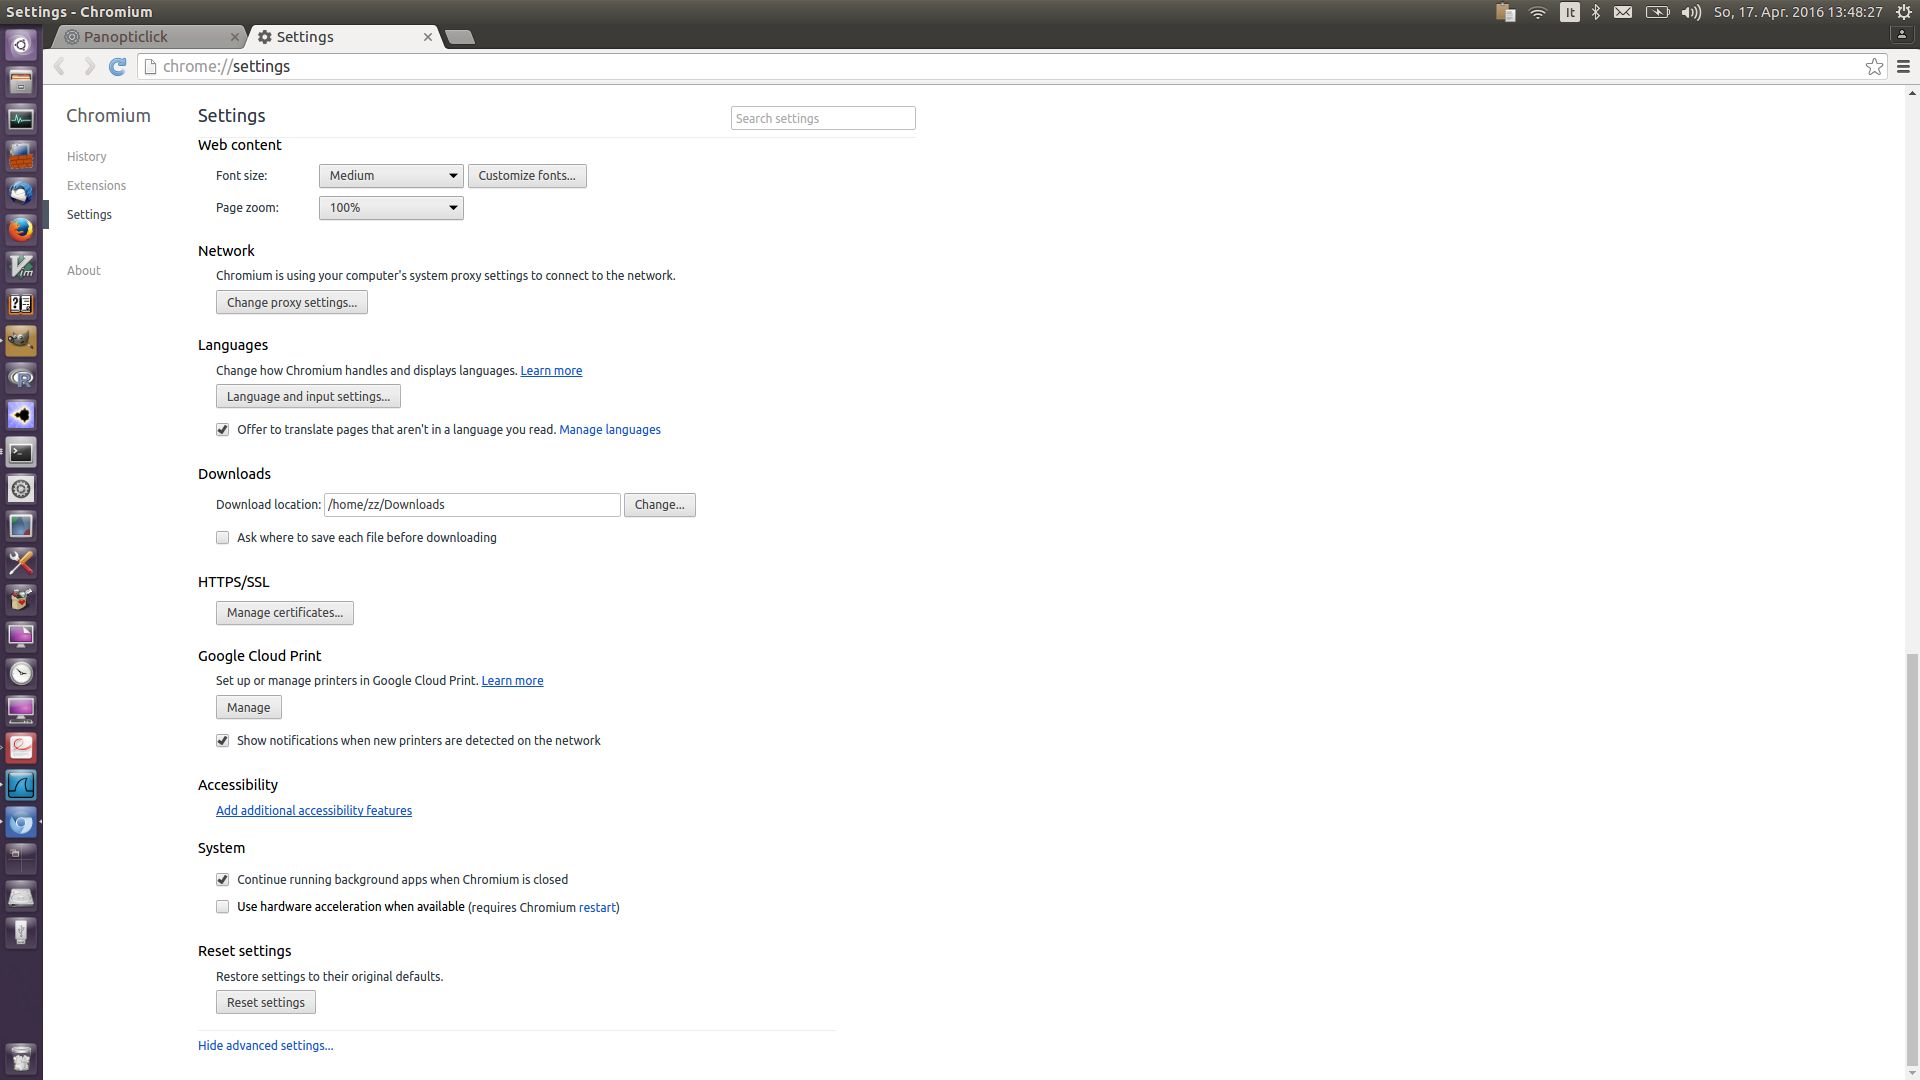 Settings - Chromium
It
So, 17. Apr. 2016 13:48:27
Panopticlick
Settings
chrome://settings
Chromium
Settings
Search settings
History
Extensions
Settings
About
Web content
Font size:
Medium
Customize fonts...
Page zoom:
100%
Network
Chromium is using your computer's system proxy settings to connect to the network.
Change proxy settings...
Languages
Change how Chromium handles and displays languages. Learn more
Language and input settings...
Offer to translate pages that aren't in a language you read. Manage languages
Downloads
Download location: /home/zz/Downloads
Change...
Ask where to save each file before downloading
HTTPS/SSL
Manage certificates...
Google Cloud Print
Set up or manage printers in Google Cloud Print. Learn more
Manage
Show notifications when new printers are detected on the network
Accessibility
Add additional accessibility features
System
Continue running background apps when Chromium is closed
Use hardware acceleration when available (requires Chromium restart)
Reset settings
Restore settings to their original defaults.
Reset settings
Hide advanced settings...
Vim
R